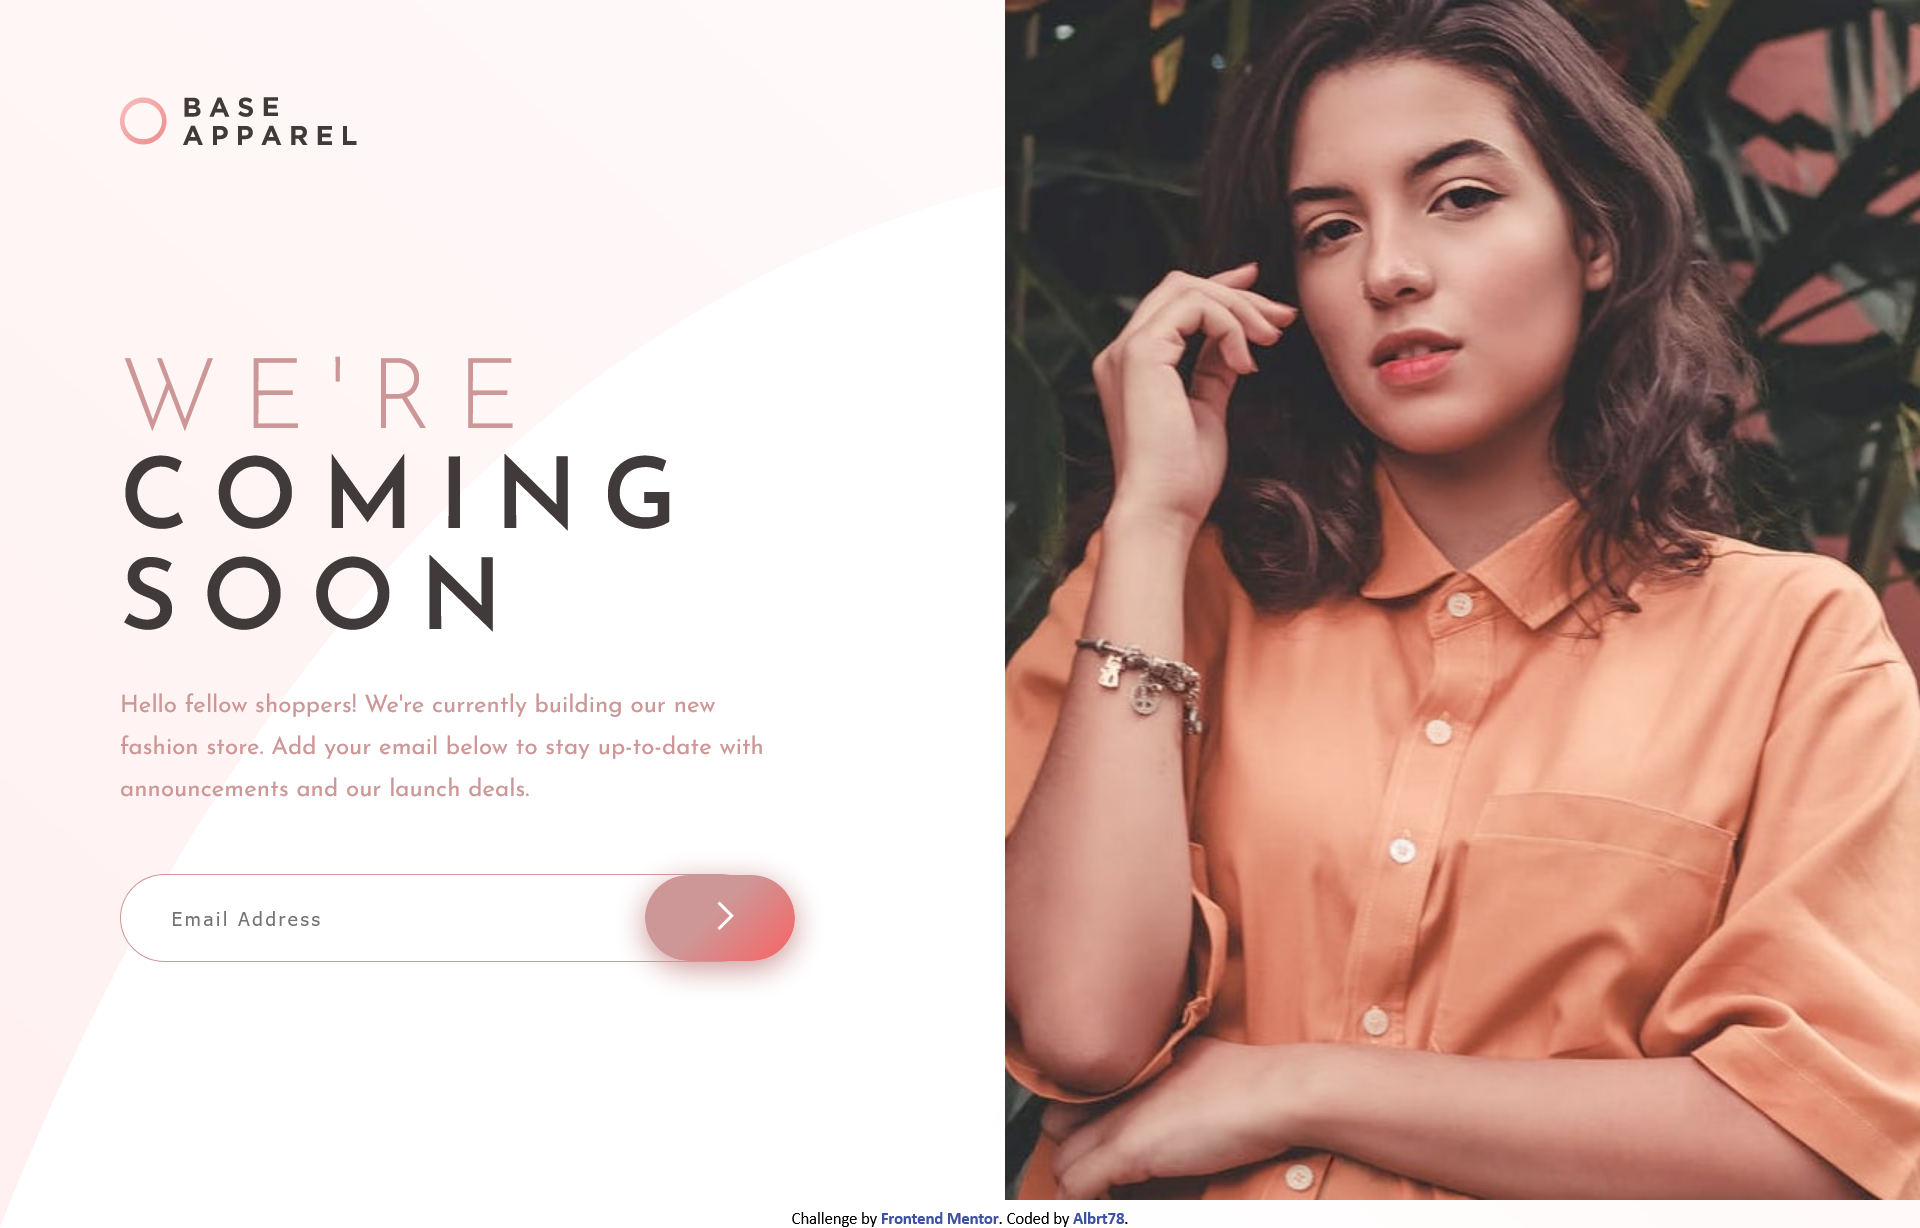 BASE
APPAREL
WE'RE
COMING
SOON
Hello fellow shoppers! We're currently building our new
fashion store. Add your email below to stay up-to-date with
announcements and our launch deals.
Email Address
Challenge by Frontend Mentor. Coded by Albrt78.